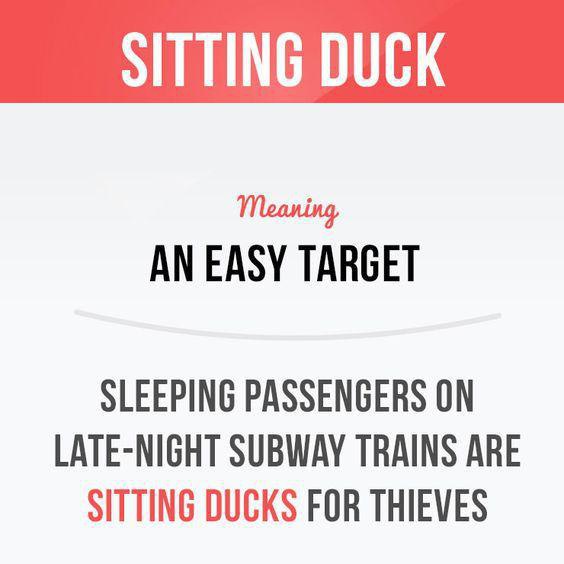 SITTING DUCK
Meaning
AN EASY TARGET
SLEEPING PASSENGERS ON
LATE-NIGHT SUBWAY TRAINS ARE
SITTING DUCKS FOR THIEVES